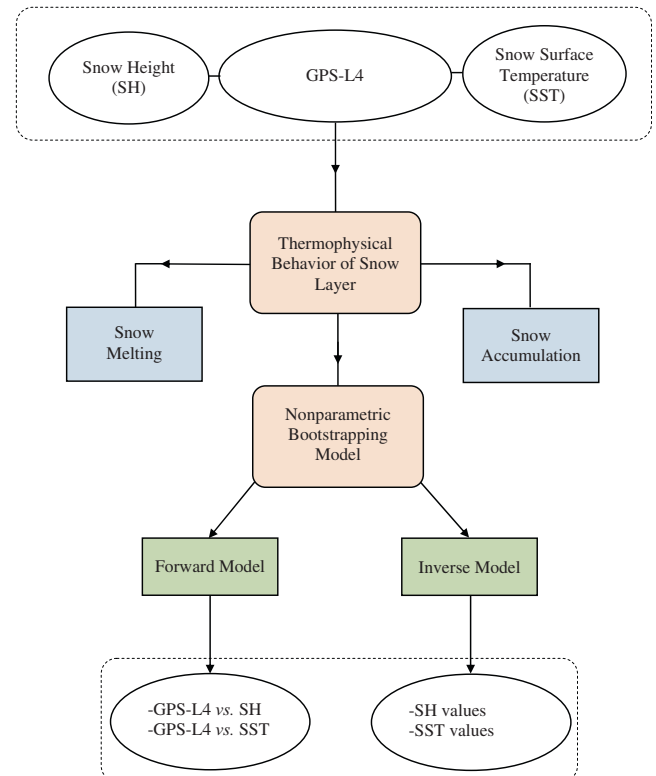 Snow Height
(SH)
GPS-L4
Snow Surface
Temperature
(SST)
Thermophysical
Behavior of Snow
Layer
Snow
Melting
Snow
Accumulation
Nonparametric
Bootstrapping
Model
Forward Model
Inverse Model
-GPS-L4 vs. SH
-GPS-L4 vs. SST
-SH values
-SST values